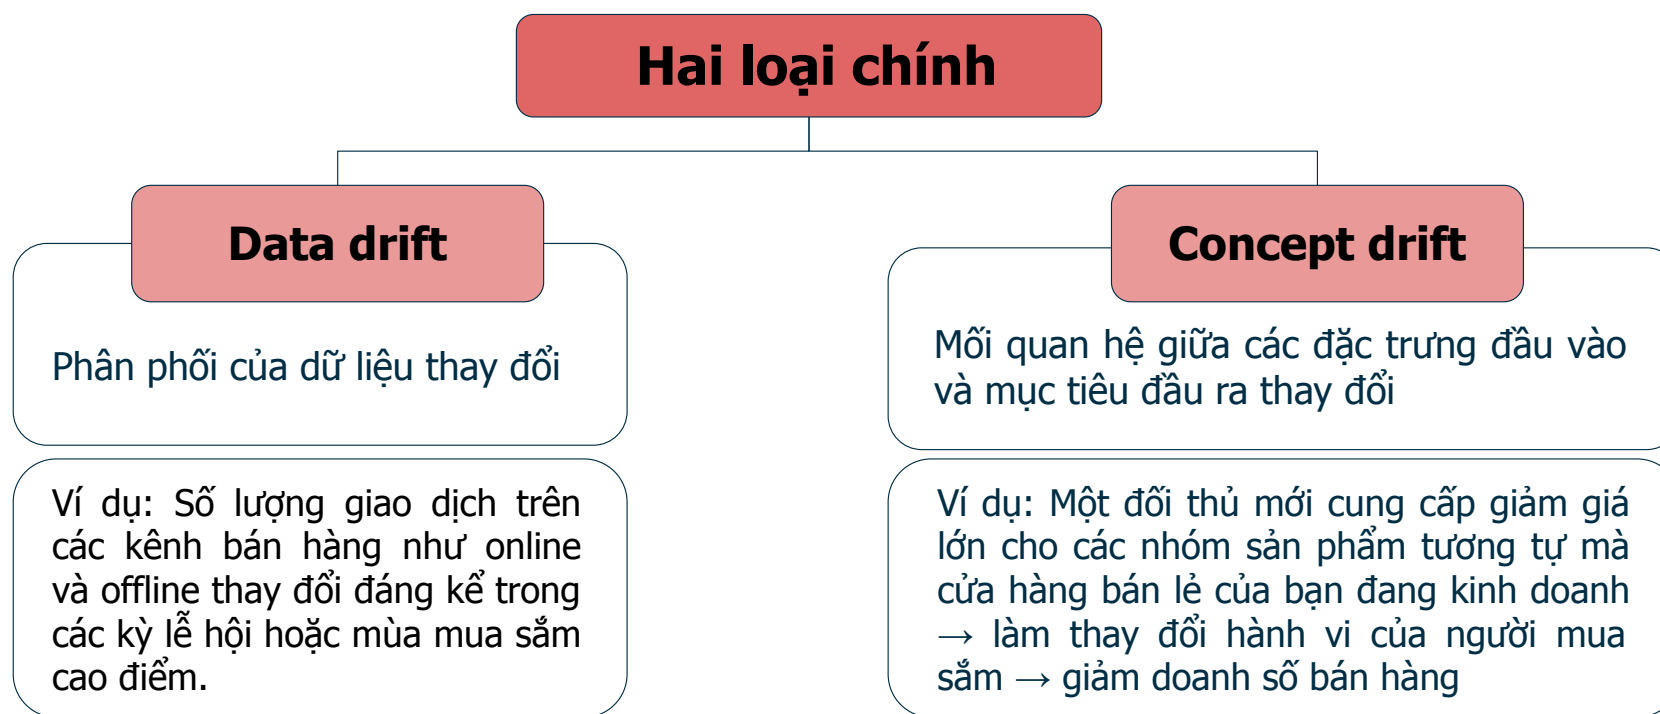 Hai loại chính
Data drift
Phân phối của dữ liệu thay đổi
Ví dụ: Số lượng giao dịch trên
các kênh bán hàng như online
và offline thay đổi đáng kể trong
các kỳ lễ hội hoặc mùa mua sắm
cao điểm.
Concept drift
Mối quan hệ giữa các đặc trưng đầu vào
và mục tiêu đầu ra thay đổi
Ví dụ: Một đối thủ mới cung cấp giảm giá
lớn cho các nhóm sản phẩm tương tự mà
cửa hàng bán lẻ của bạn đang kinh doanh
→ làm thay đổi hành vi của người mua
sắm → giảm doanh số bán hàng